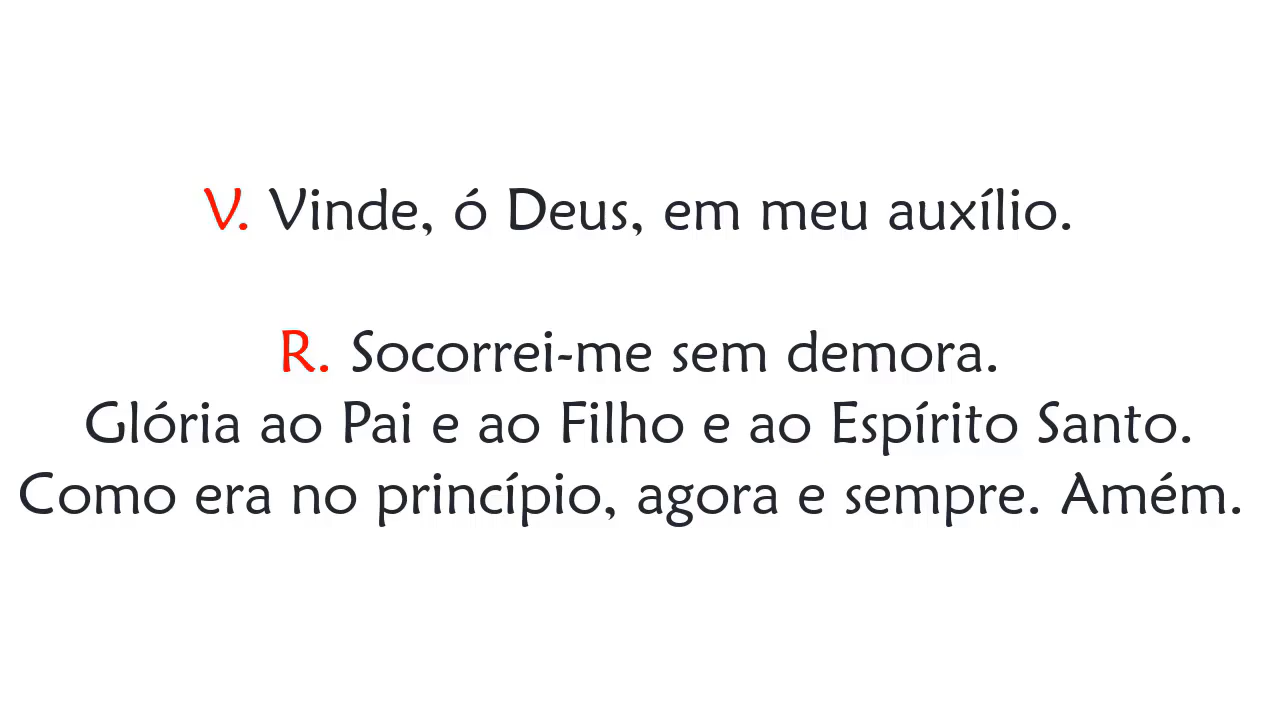 V. Vinde, ó Deus, em meu auxílio.
R. Socorrei-me sem demora.
Glória ao Pai e ao Filho e ao Espírito Santo.
Como era no princípio, agora e sempre. Amém.